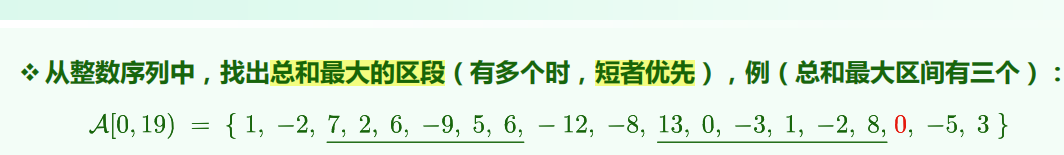 ❖从整数序列中，找出总和最大的区段（有多个时，短者优先），例（总和最大区间有三个）：
𝒜[0, 19) = { 1, −2, 7, 2, 6, −9, 5, 6, − 12, −8, 13, 0, −3, 1, −2, 8, 0, −5, 3 }